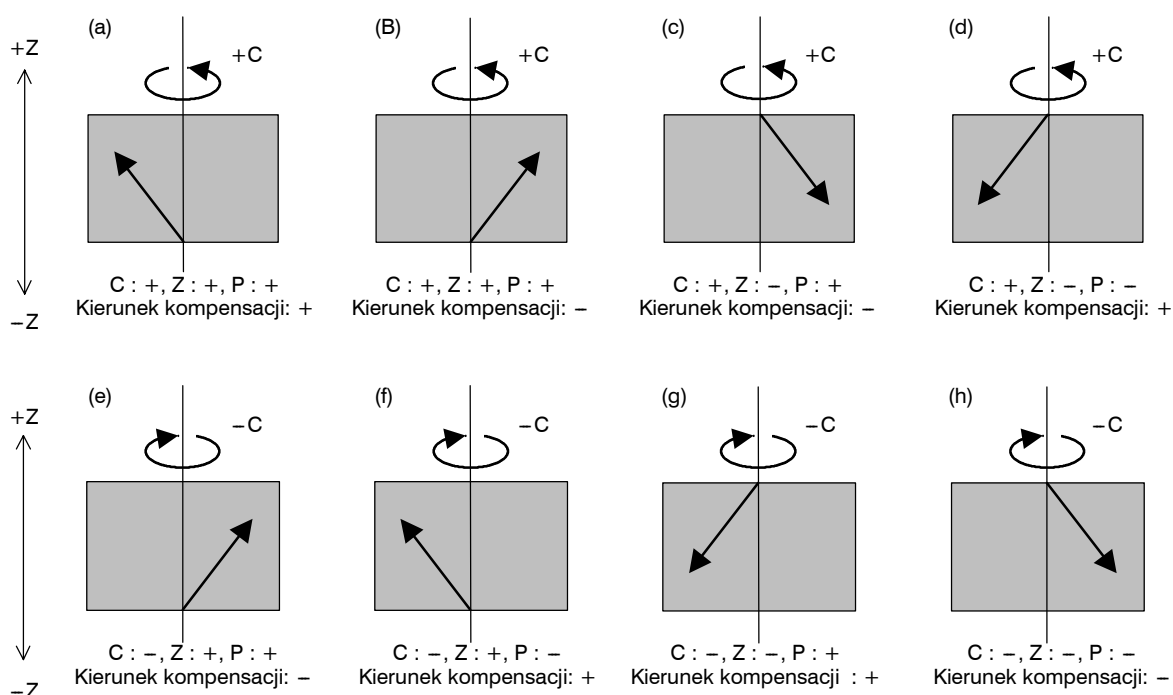 (a)
(B)
(c)
(d)
+Z
+C
+C
+C
+C
C : +, Z : +, P : +
Kierunek kompensacji: +
C : +, Z : +, P : +
Kierunek kompensacji: −
C : +, Z : −, P : +
Kierunek kompensacji: −
C : +, Z : −, P : −
Kierunek kompensacji: +
−Z
(e)
(f)
(g)
(h)
+Z
−C
−C
−C
−C
C : −, Z : +, P : +
Kierunek kompensacji: −
C : −, Z : +, P : −
Kierunek kompensacji: +
C : −, Z : −, P : +
Kierunek kompensacji : +
C : −, Z : −, P : −
Kierunek kompensacji: −
−Z